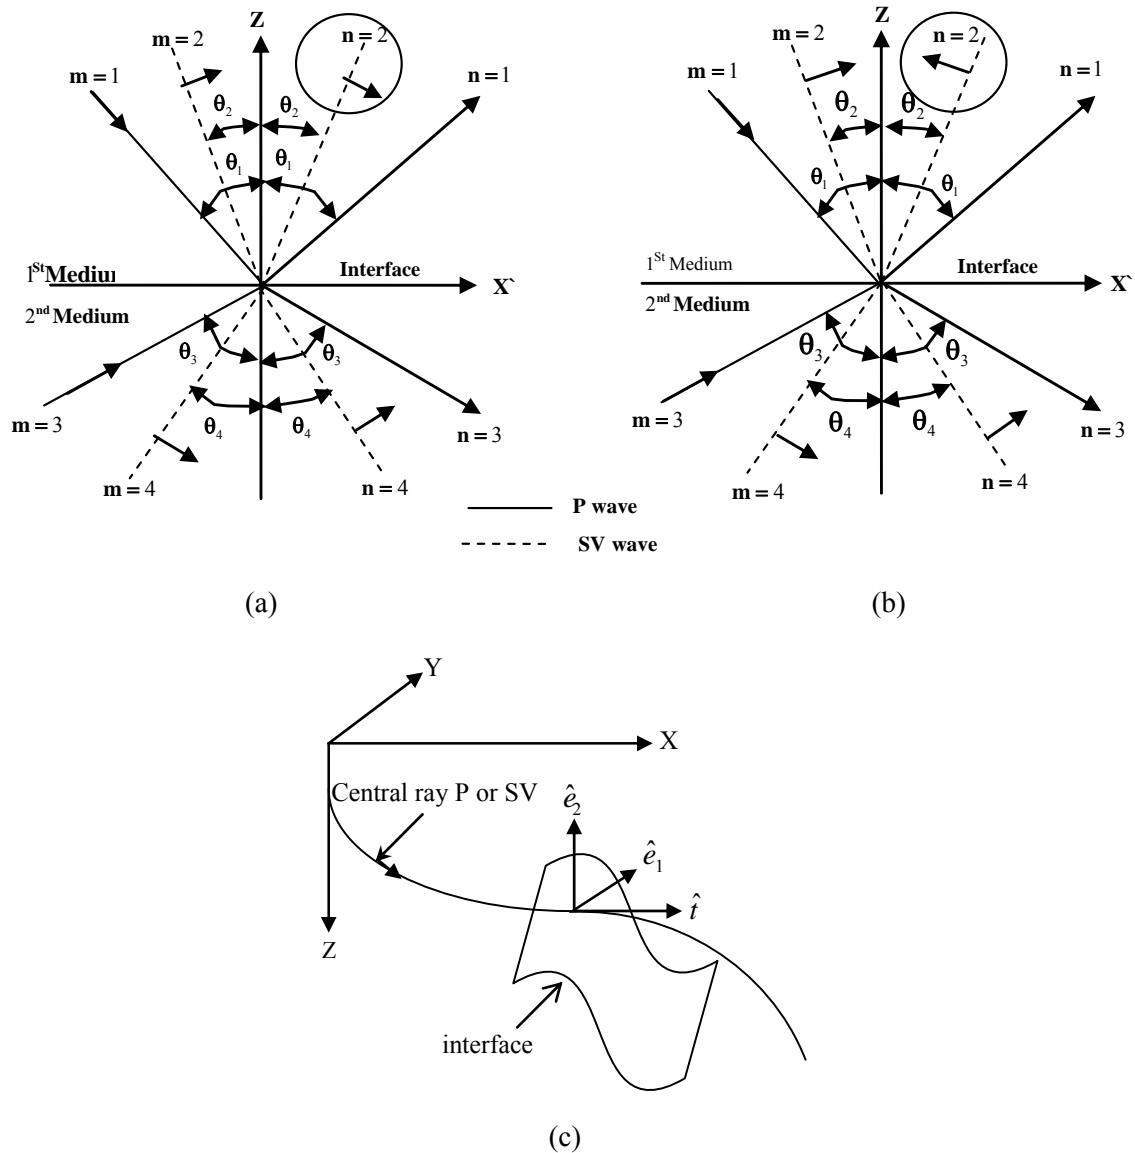 Z
m = 2
n = 2
m = 1
n = 1
θ2
θ2
θ1
θ1
1St Mediu
Interface
X`
2nd Medium
θ3
θ3
m = 3
θ4
θ4
n = 3
m = 4
n = 4
Z
m = 2
n = 2
m = 1
n = 1
θ2
θ2
θ1
θ1
1St Medium
Interface
X`
2nd Medium
θ3
θ3
m = 3
θ4
θ4
n = 3
m = 4
n = 4
P wave
SV wave
(a)
(b)
Y
X
Central ray P or SV
ê2
ê1
t̂
Z
interface
(c)